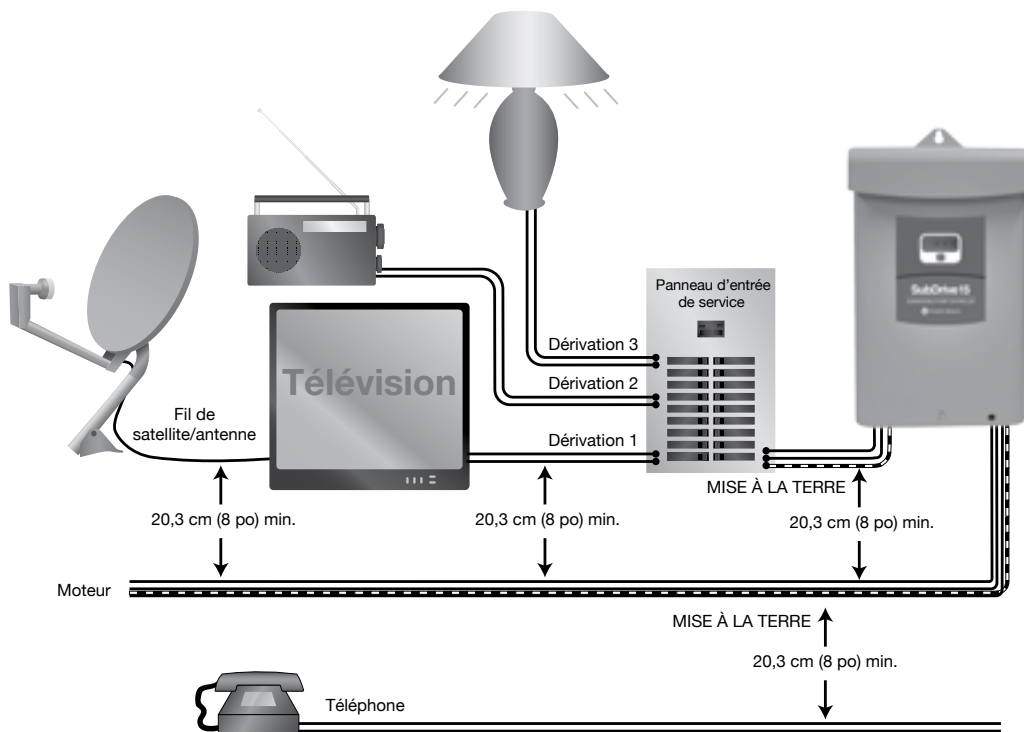 Panneau d'entrée
de service
SubDrive15
Dérivation 3
Dérivation 2
Télévision
Fil de
satellite/antenne
Dérivation 1
MISE À LA TERRE
20,3 cm (8 po) min.
20,3 cm (8 po) min.
20,3 cm (8 po) min.
Moteur
MISE À LA TERRE
20,3 cm (8 po) min.
Téléphone